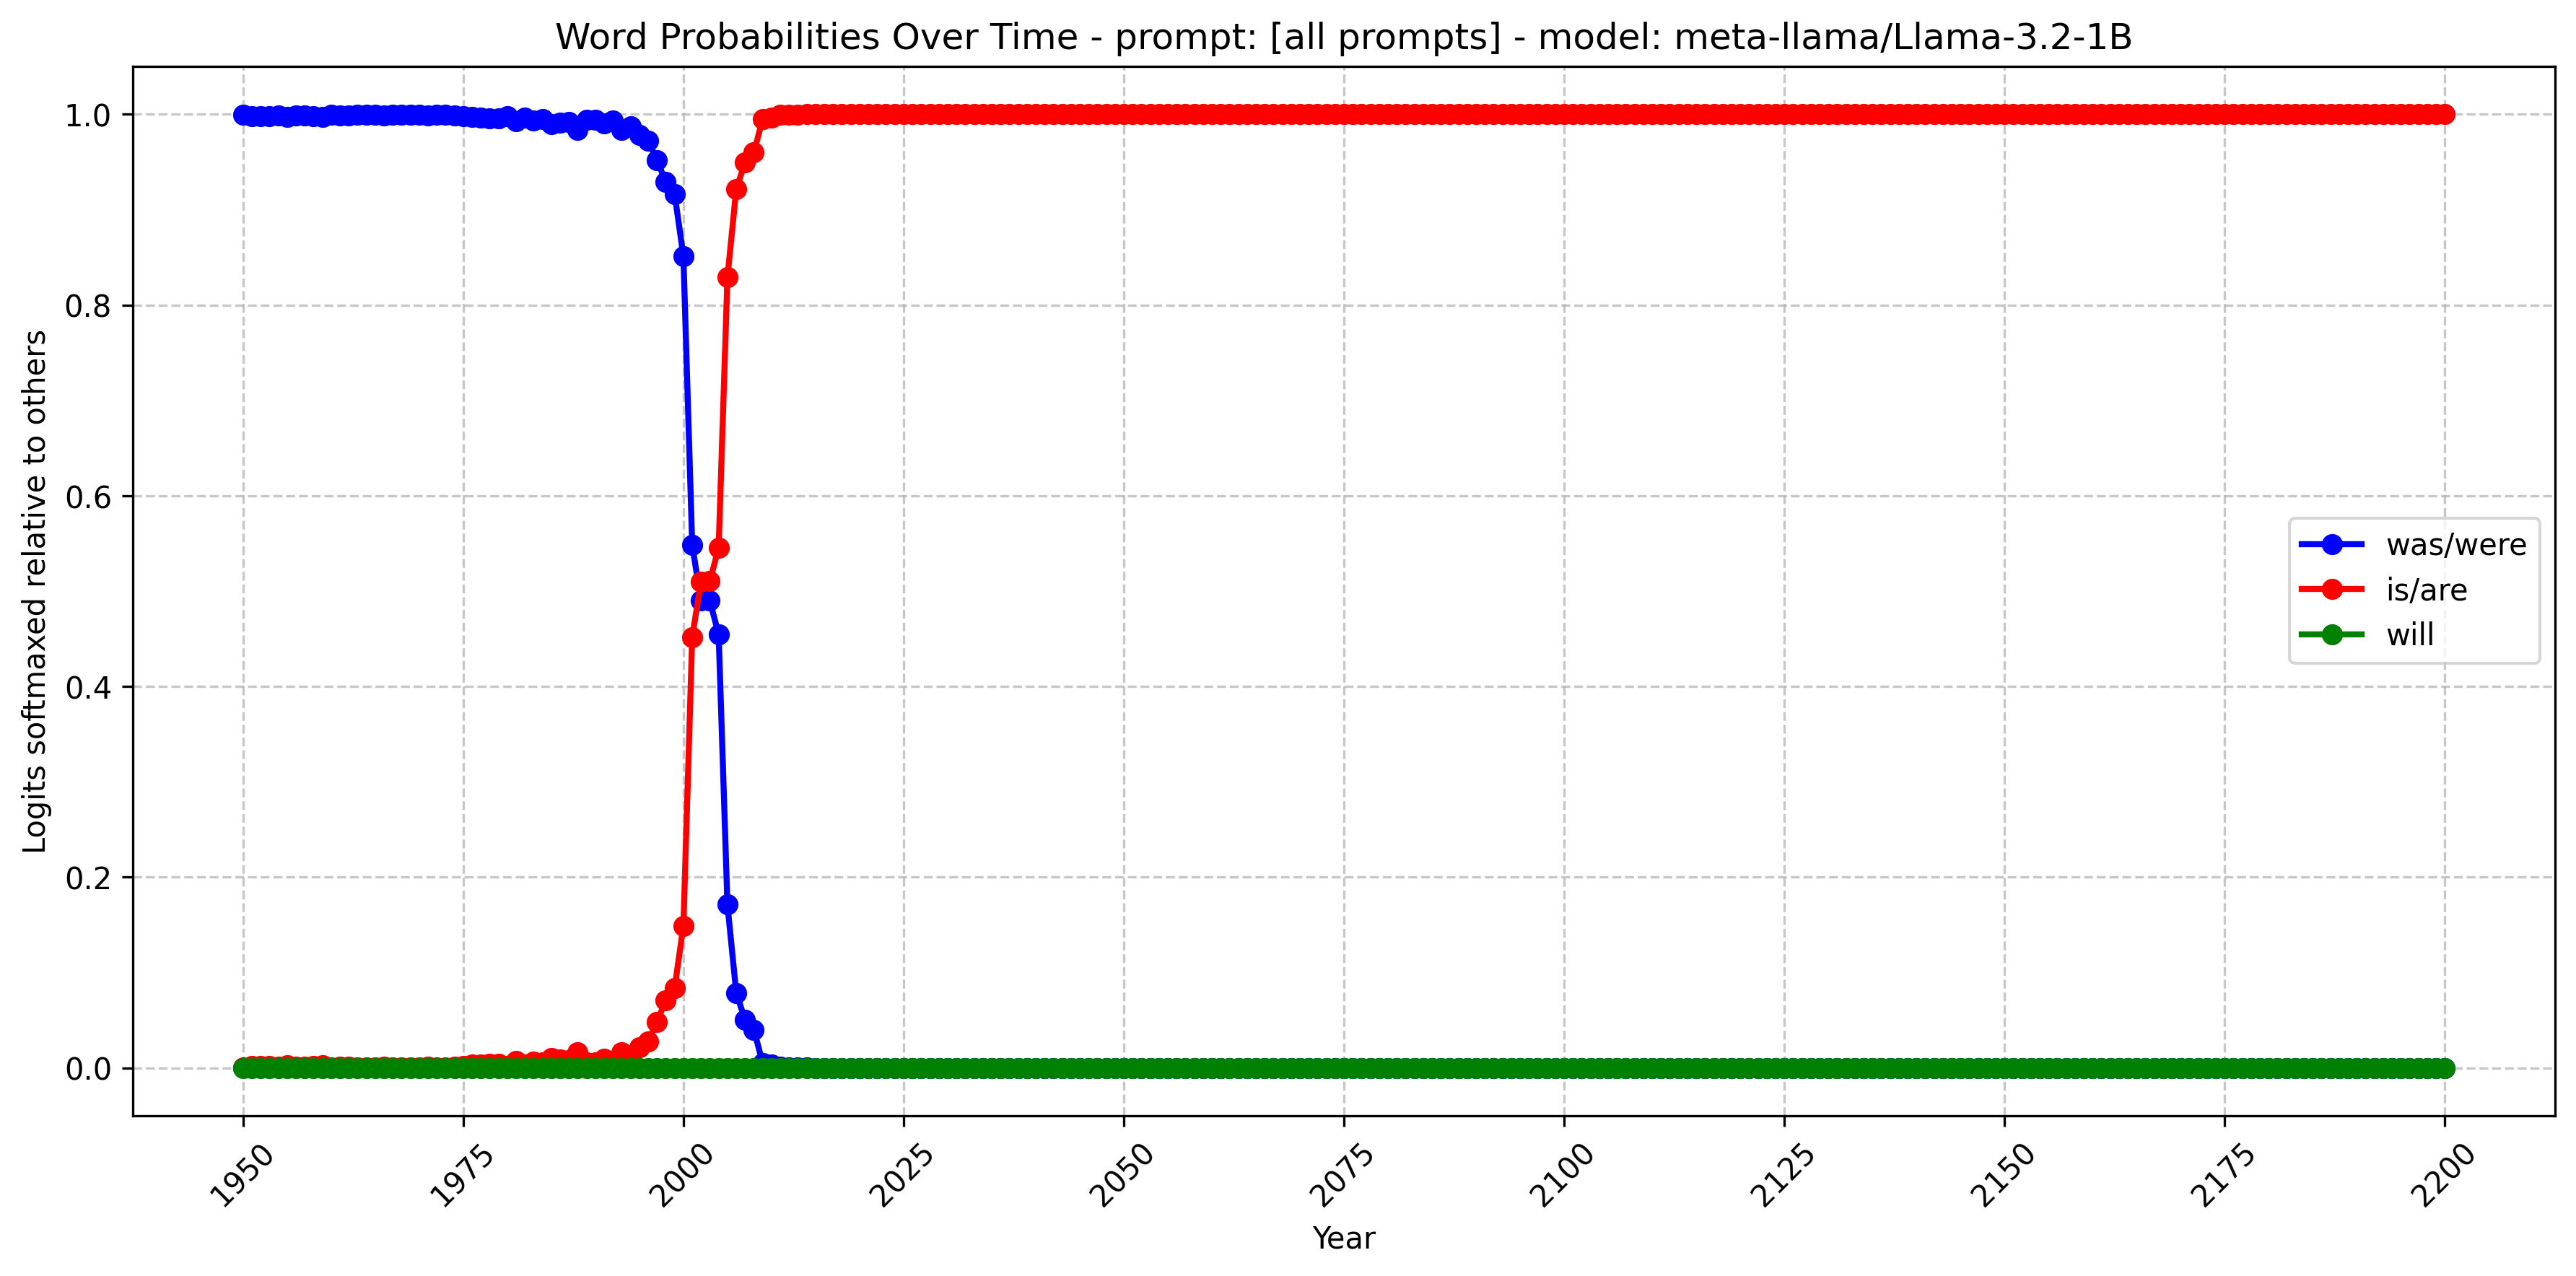 Word Probabilities Over Time - prompt: [all prompts] - model: meta-llama/Llama-3.2-1B
Logits softmaxed relative to others
1.0
0.8
0.6
0.4
0.2
0.0
was/were
is/are
will
1950
1975
2000
2025
2050
2075
2100
2125
2150
2175
2200
Year